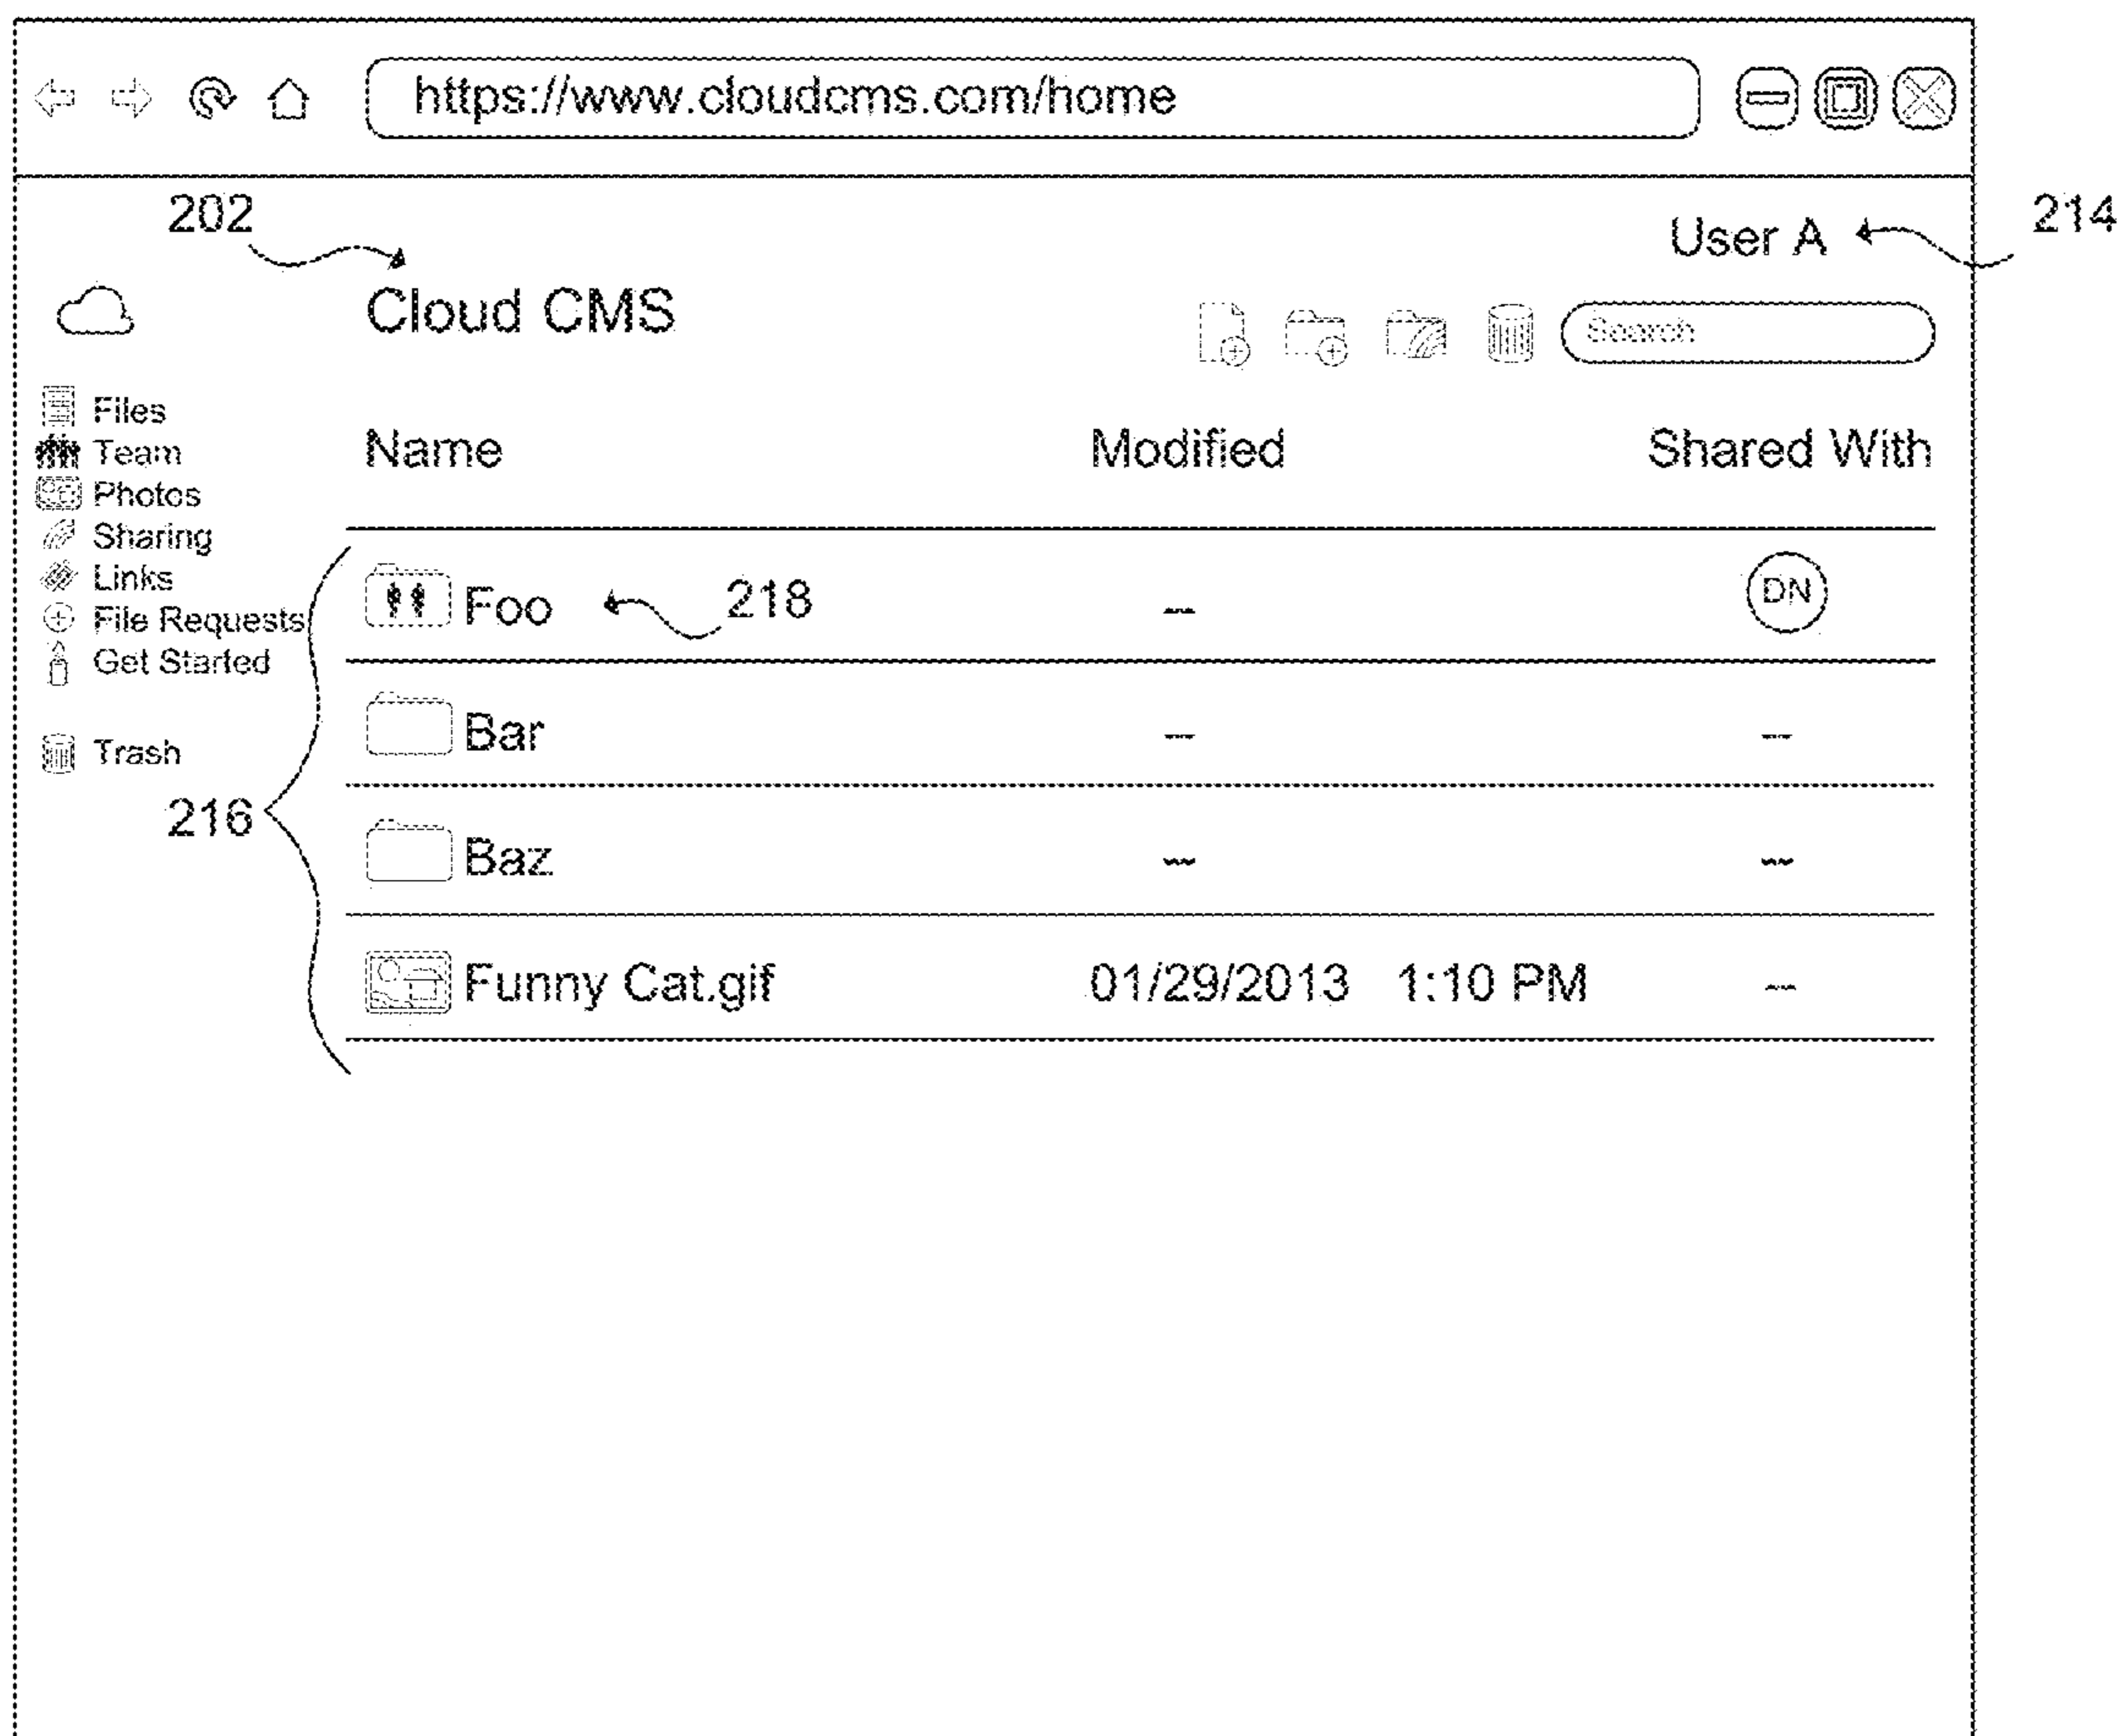 https://www.cloudcms.com/home
202
214
User A
Cloud CMS
Search
Files
Team
Photos
Sharing
Links
File Requests
Get Started
Trash
Name Modified Shared With
Foo 218 -- DN
Bar -- --
216
Baz -- --
Funny Cat.gif 01/29/2013 1:10 PM --